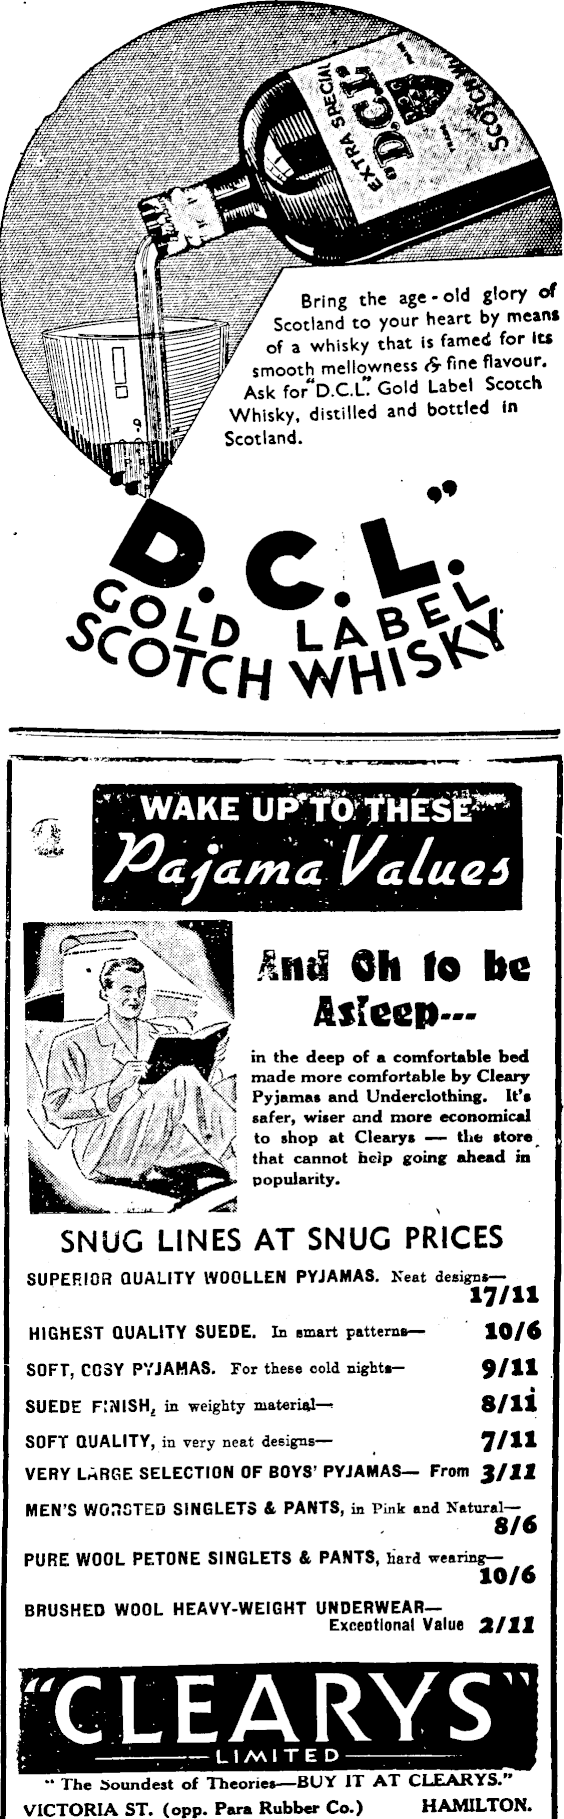 EXTRA SPECIAL
"D.C.L."
SCOTCH
Bring the age-old glory of
Scotland to your heart by means
of a whisky that is famed for its
smooth mellowness & fine flavour.
Ask for "D.C.L." Gold Label Scotch
Whisky, distilled and bottled in
Scotland.
"D.C.L."
GOLD LABEL
SCOTCH WHISKY
WAKE UP TO THESE
Pajama Values
And Oh to be
Asleep---
in the deep of a comfortable bed
made more comfortable by Cleary
Pyjamas and Underclothing. It's
safer, wiser and more economical
to shop at Clearys — the store
that cannot help going ahead in
popularity.
SNUG LINES AT SNUG PRICES
SUPERIOR QUALITY WOOLLEN PYJAMAS. Neat designs—
17/11
HIGHEST QUALITY SUEDE. In smart patterns— 10/6
SOFT, COSY PYJAMAS. For these cold nights— 9/11
SUEDE FINISH, in weighty material— 8/11
SOFT QUALITY, in very neat designs— 7/11
VERY LARGE SELECTION OF BOYS' PYJAMAS— From 3/11
MEN'S WORSTED SINGLETS & PANTS, in Pink and Natural—
8/6
PURE WOOL PETONE SINGLETS & PANTS, hard wearing—
10/6
BRUSHED WOOL HEAVY-WEIGHT UNDERWEAR—
Exceptional Value 2/11
"CLEARYS"
LIMITED
"The Soundest of Theories—BUY IT AT CLEARYS."
VICTORIA ST. (opp. Para Rubber Co.) HAMILTON.